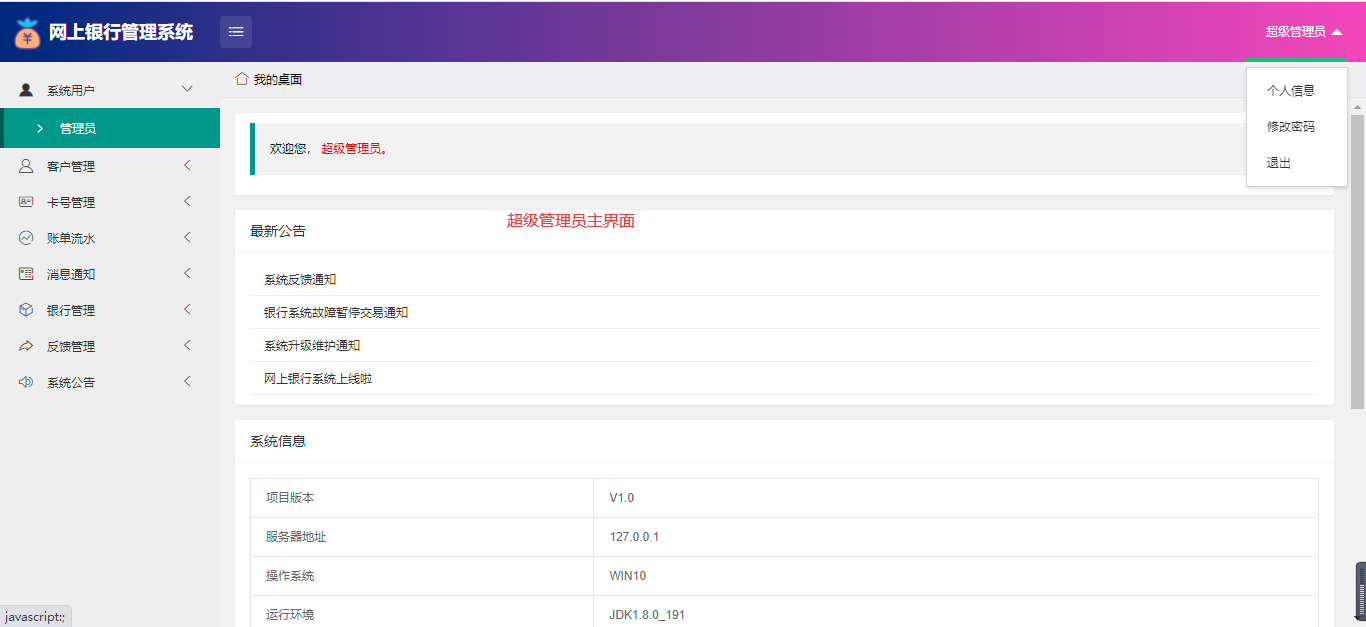 网上银行管理系统
超级管理员
系统用户
管理员
客户管理
卡号管理
账单流水
消息通知
银行管理
反馈管理
系统公告
我的桌面
个人信息
修改密码
退出
欢迎您， 超级管理员。
超级管理员主界面
最新公告
系统反馈通知
银行系统故障暂停交易通知
系统升级维护通知
网上银行系统上线啦
系统信息
项目版本 V1.0
服务器地址 127.0.0.1
操作系统 WIN10
运行环境 JDK1.8.0_191
javascript:;